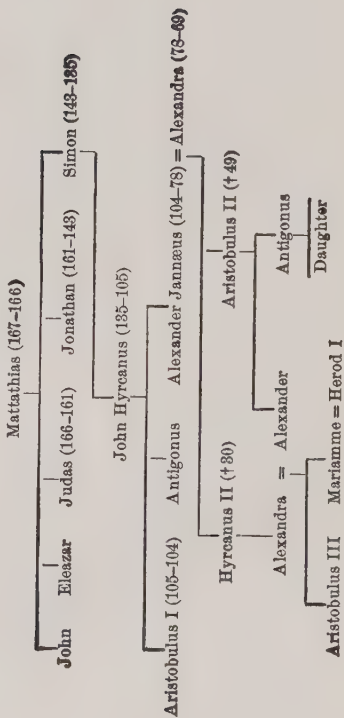 Mattathias (167–166)
John Eleazar Judas (166–161) Jonathan (161–143) Simon (143–135)
John Hyrcanus (135–105)
Aristobulus I (105–104) Antigonus Alexander Jannæus (104–78) = Alexandra (78–69)
Hyrcanus II († 30) Aristobulus II († 49)
Alexandra = Alexander Antigonus
Aristobulus III Mariamme = Herod I Daughter